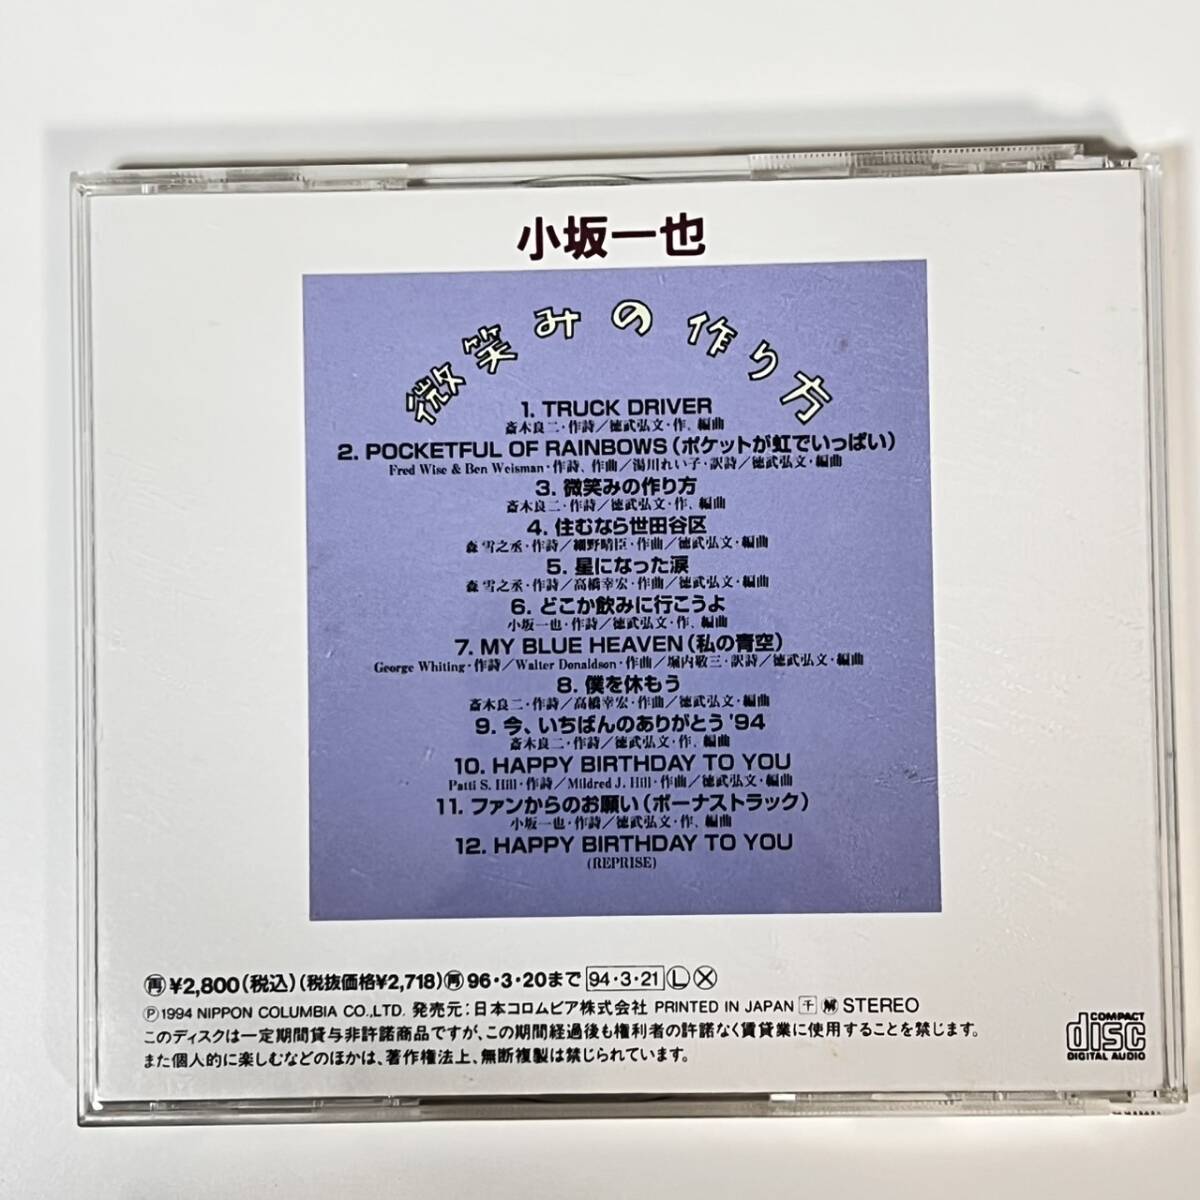 小坂一也
微笑みの作り方
1. TRUCK DRIVER
斎木良二・作詩／徳武弘文・作、編曲
2. POCKETFUL OF RAINBOWS（ポケットが虹でいっぱい）
Fred Wise & Ben Weisman・作詩、作曲／湯川れい子・訳詩／徳武弘文・編曲
3. 微笑みの作り方
斎木良二・作詩／徳武弘文・作、編曲
4. 住むなら世田谷区
森 雪之丞・作詩／細野晴臣・作曲／徳武弘文・編曲
5. 星になった涙
森 雪之丞・作詩／高橋幸宏・作曲／徳武弘文・編曲
6. どこか飲みに行こうよ
小坂一也・作詩／徳武弘文・作、編曲
7. MY BLUE HEAVEN（私の青空）
George Whiting・作詩／Walter Donaldson・作曲／堀内敬三・訳詩／徳武弘文・編曲
8. 僕を休もう
斎木良二・作詩／高橋幸宏・作曲／徳武弘文・編曲
9. 今、いちばんのありがとう '94
斎木良二・作詩／徳武弘文・作、編曲
10. HAPPY BIRTHDAY TO YOU
Patti S. Hill・作詩／Mildred J. Hill・作曲／徳武弘文・編曲
11. ファンからのお願い（ボーナストラック）
小坂一也・作詩／徳武弘文・作、編曲
12. HAPPY BIRTHDAY TO YOU
(REPRISE)
再 ¥2,800（税込）（税抜価格¥2,718）再 96・3・20まで 94・3・21 Ⓛ Ⓧ
Ⓟ1994 NIPPON COLUMBIA CO.,LTD. 発売元：日本コロムビア株式会社 PRINTED IN JAPAN 千 解 STEREO
このディスクは一定期間貸与非許諾商品ですが、この期間経過後も権利者の許諾なく賃貸業に使用することを禁じます。
また個人的に楽しむなどのほかは、著作権法上、無断複製は禁じられています。
COMPACT
disc
DIGITAL AUDIO